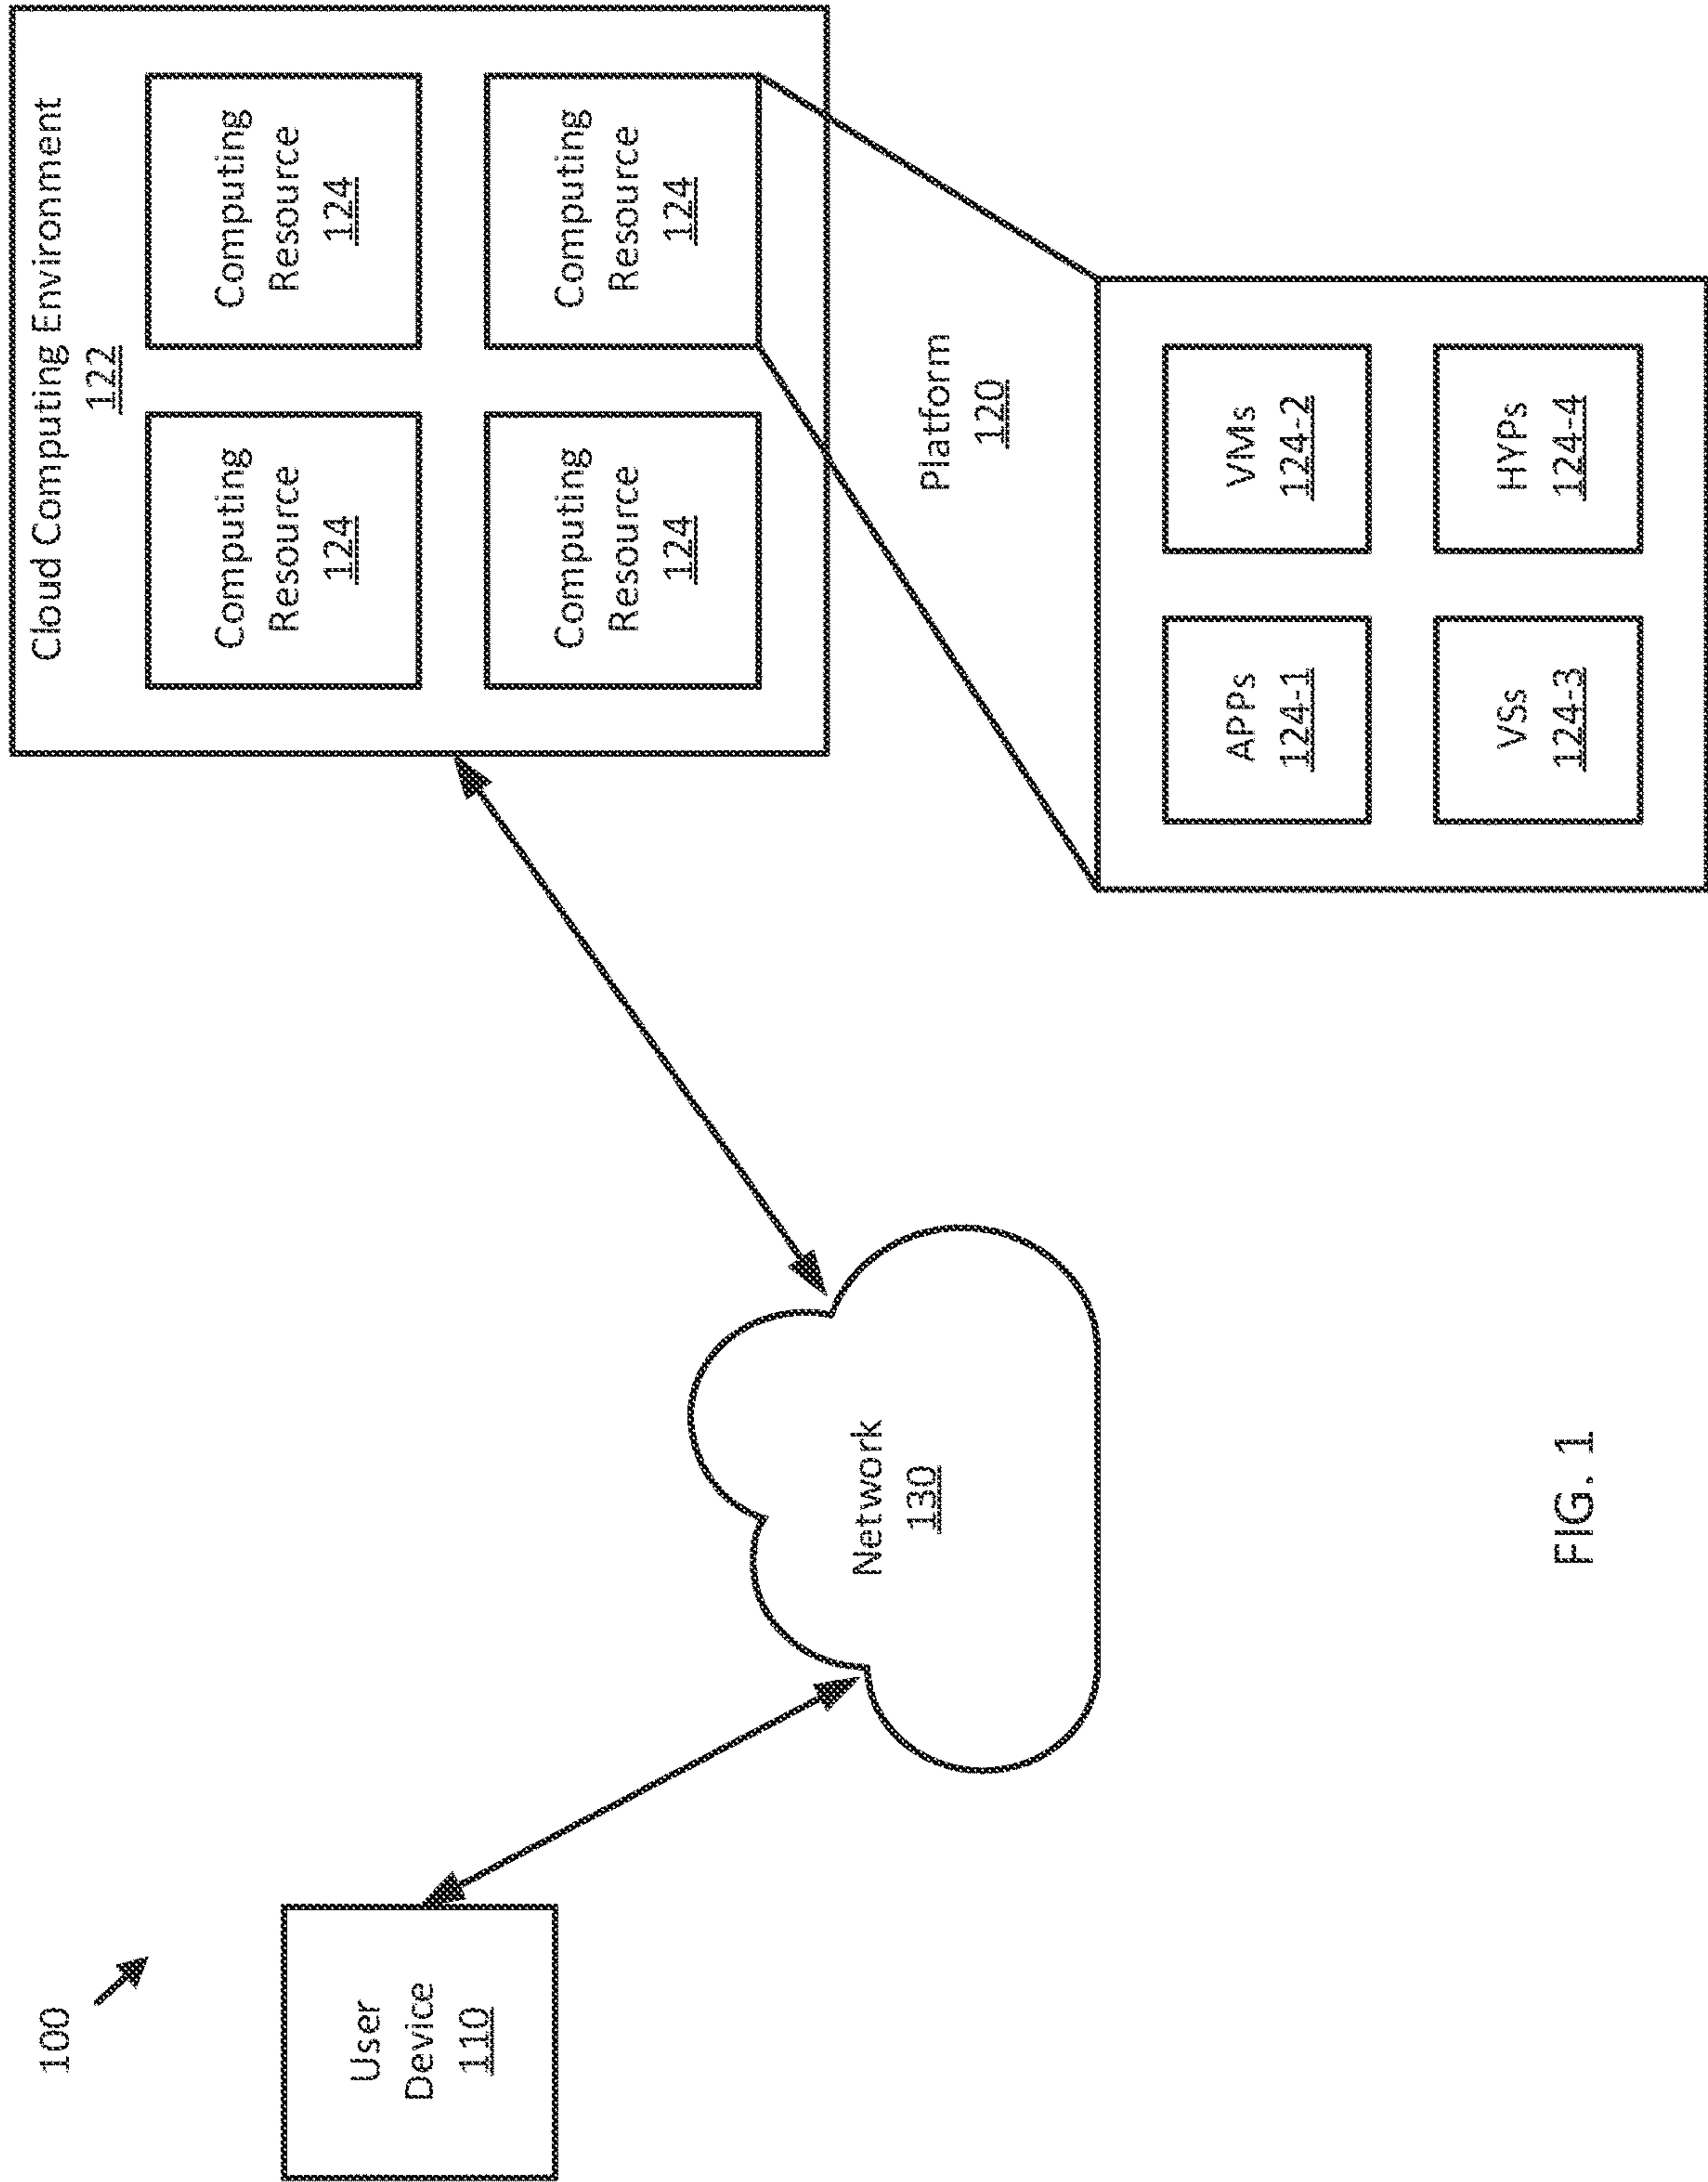 100
User
Device
110
Network
130
Cloud Computing Environment
122
Computing
Resource
124
Computing
Resource
124
Computing
Resource
124
Computing
Resource
124
Platform
120
APPs
124-1
VMs
124-2
VSs
124-3
HYPs
124-4
FIG. 1